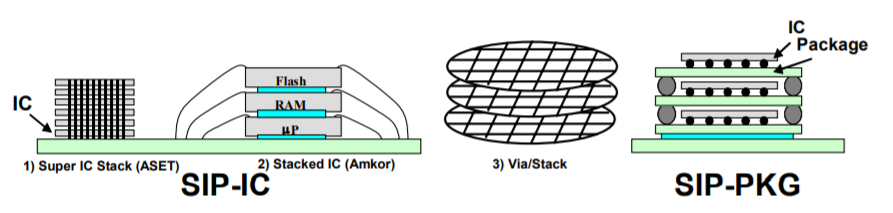 IC
Package
IC
Flash
RAM
µP
1) Super IC Stack (ASET)
2) Stacked IC (Amkor)
3) Via/Stack
SIP-IC
SIP-PKG